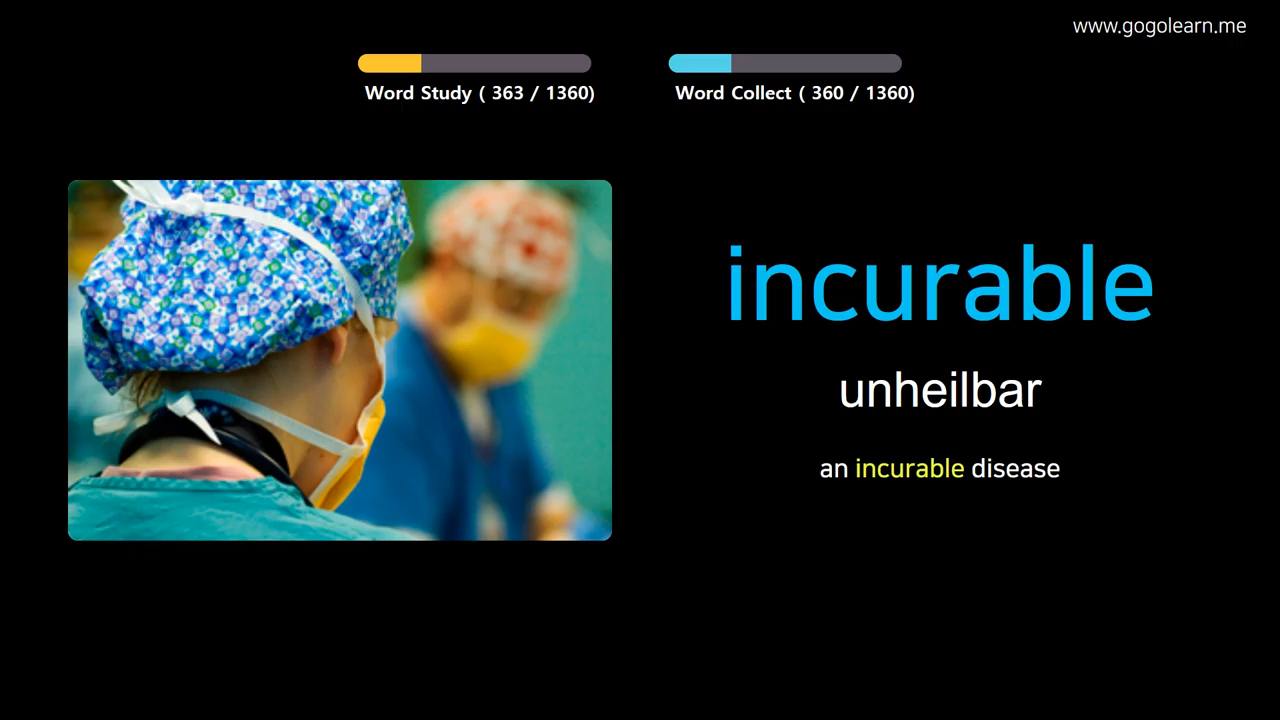 www.gogolearn.me
Word Study ( 363 / 1360)
Word Collect ( 360 / 1360)
incurable
unheilbar
an incurable disease